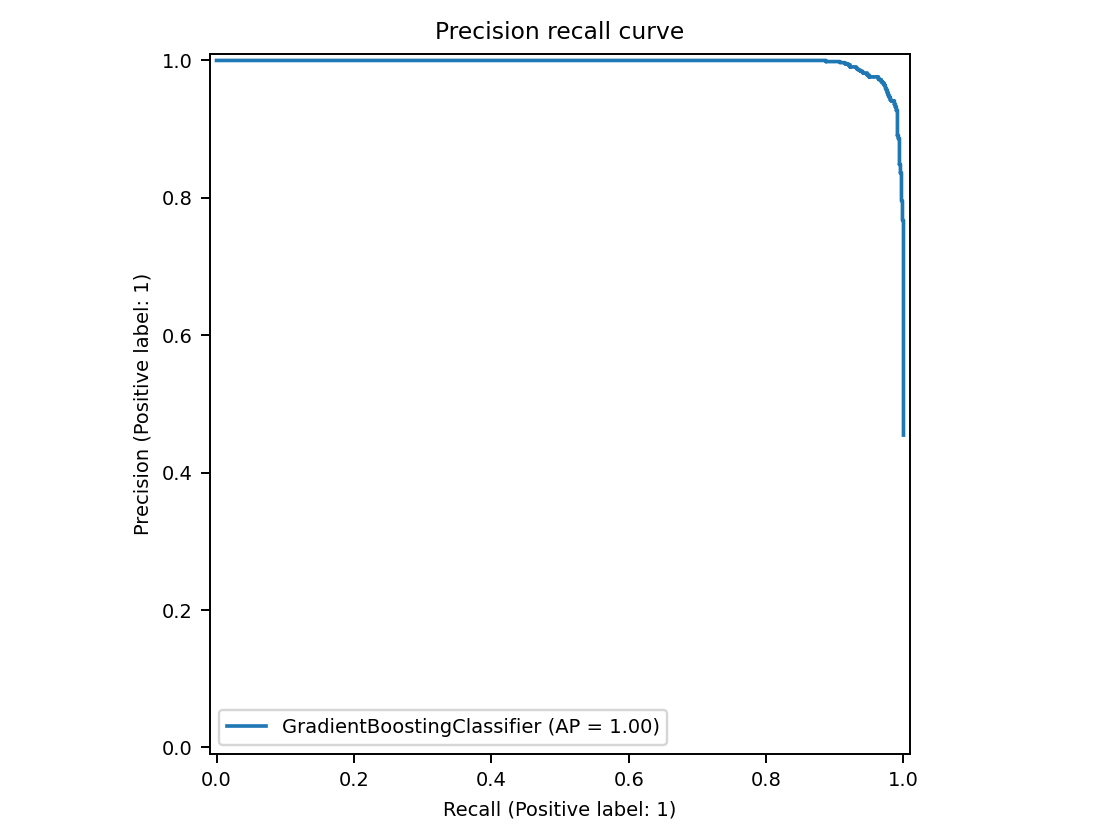 Precision recall curve
1.0
0.8
0.6
0.4
0.2
0.0
Precision (Positive label: 1)
GradientBoostingClassifier (AP = 1.00)
0.0 0.2 0.4 0.6 0.8 1.0
Recall (Positive label: 1)